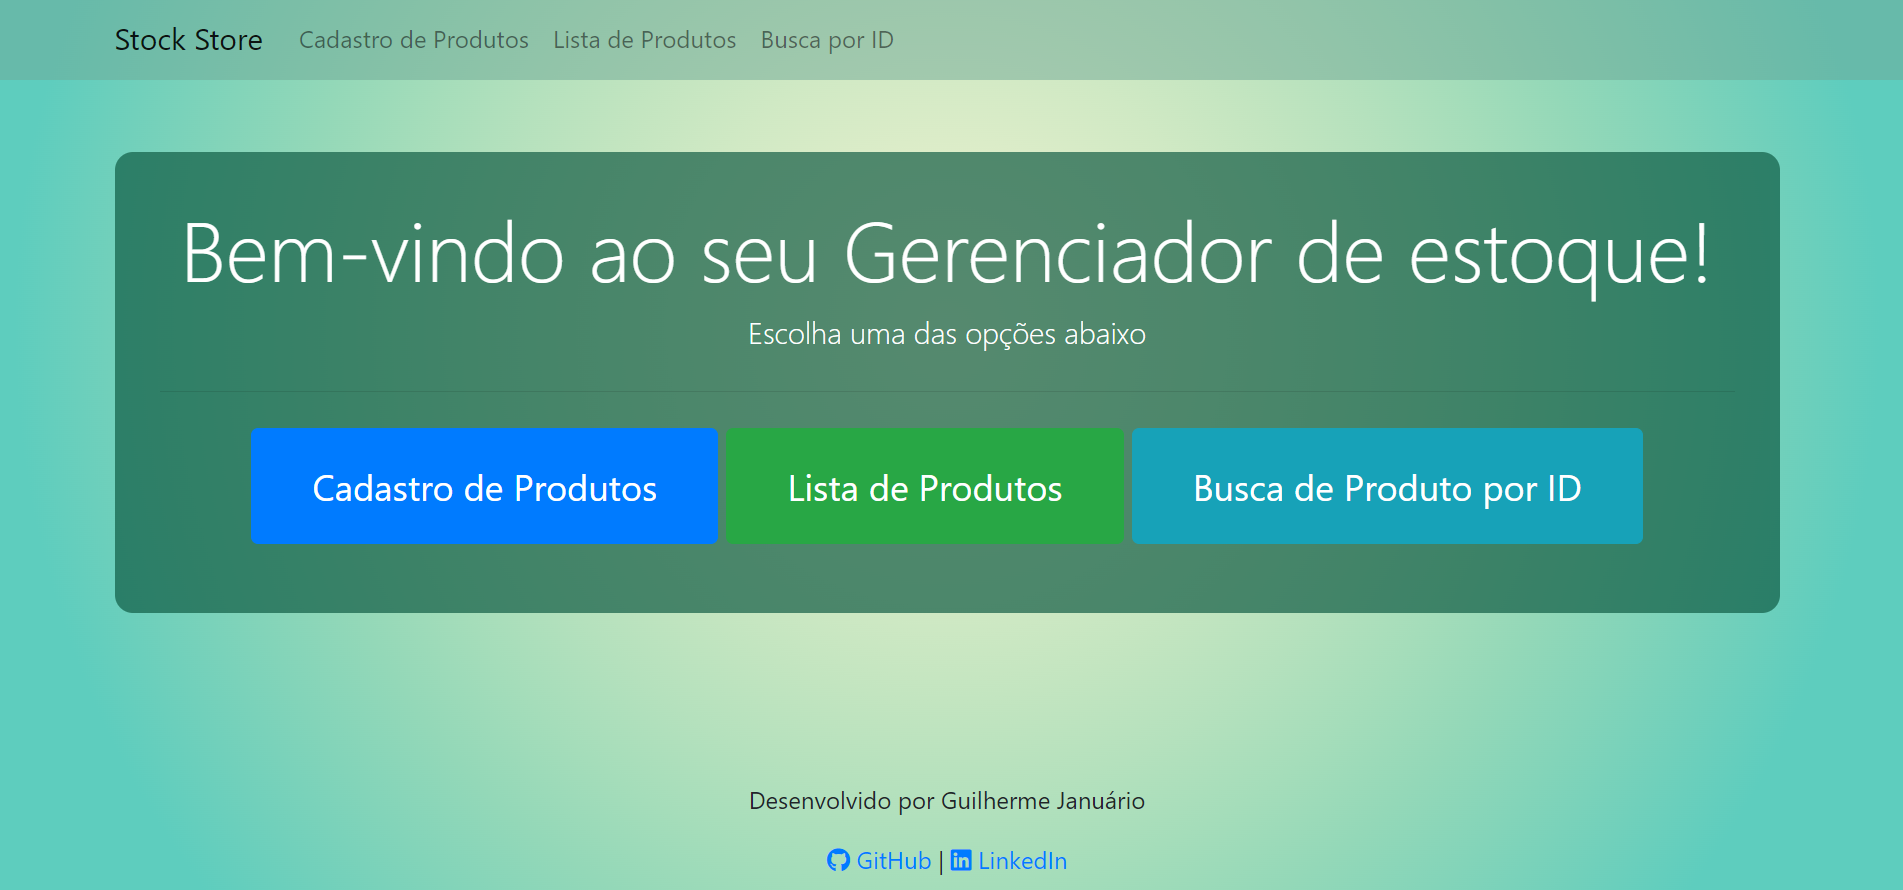 Stock Store Cadastro de Produtos Lista de Produtos Busca por ID
Bem-vindo ao seu Gerenciador de estoque!
Escolha uma das opções abaixo
Cadastro de Produtos Lista de Produtos Busca de Produto por ID
Desenvolvido por Guilherme Januário
GitHub | LinkedIn